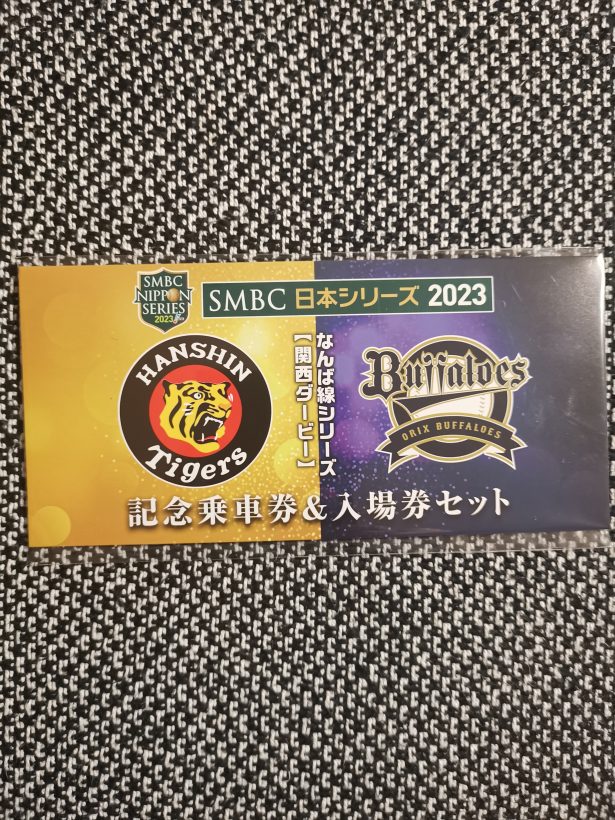 SMBC
NIPPON
SERIES
2023
SMBC 日本シリーズ 2023
HANSHIN
Tigers
なんば線シリーズ
【関西ダービー】
Buffaloes
ORIX BUFFALOES
記念乗車券&入場券セット